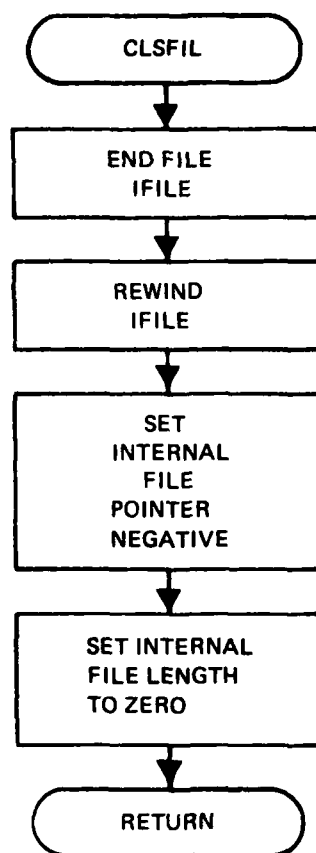 CLSFIL
END FILE
IFILE
REWIND
IFILE
SET
INTERNAL
FILE
POINTER
NEGATIVE
SET INTERNAL
FILE LENGTH
TO ZERO
RETURN